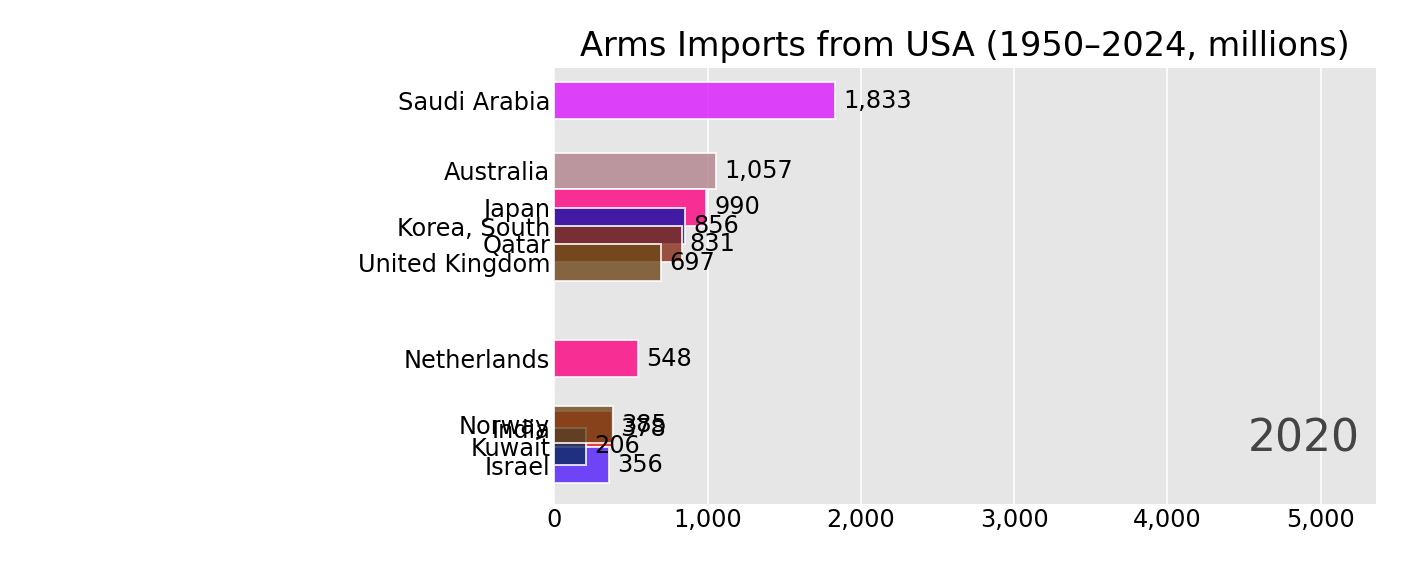 Arms Imports from USA (1950–2024, millions)
Saudi Arabia 1,833
Australia 1,057
Japan 990
Korea, South 856
Qatar 831
United Kingdom 697
Netherlands 548
Norway 385
India 378
Kuwait 206
Israel 356
2020
0 1,000 2,000 3,000 4,000 5,000